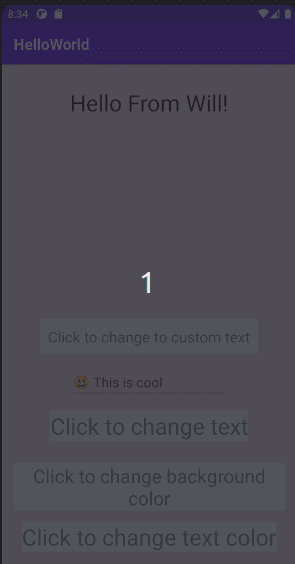 8:34
HelloWorld
Hello From Will!
1
Click to change to custom text
😃 This is cool
Click to change text
Click to change background
color
Click to change text color